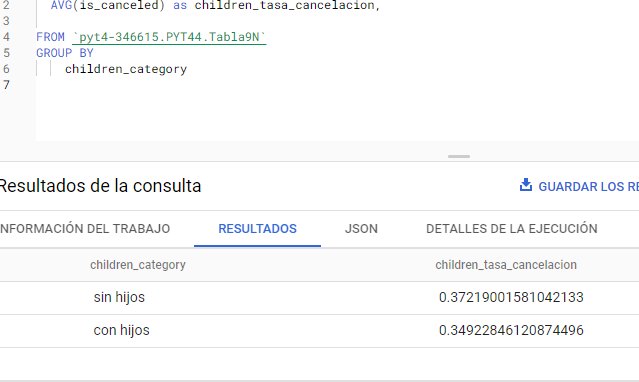 2 AVG(is_canceled) as children_tasa_cancelacion,
3
4 FROM `pyt4-346615.PYT44.Tabla9N`
5 GROUP BY
6 children_category
7
Resultados de la consulta
GUARDAR LOS RE
NFORMACIÓN DEL TRABAJO RESULTADOS JSON DETALLES DE LA EJECUCIÓN
children_category children_tasa_cancelacion
sin hijos 0.37219001581042133
con hijos 0.34922846120874496